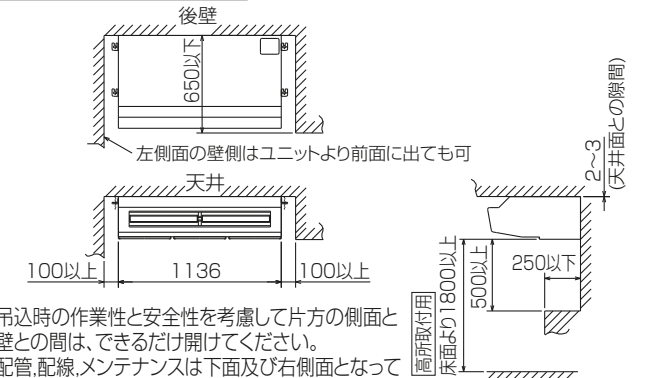 後壁
650以下
左側面の壁側はユニットより前面に出ても可
天井
100以上
1136
100以上
2〜3
(天井面との隙間)
250以下
500以上
高所取付用
床面より1800以上
吊込時の作業性と安全性を考慮して片方の側面と
壁との間は、できるだけ開けてください。
配管,配線,メンテナンスは下面及び右側面となって